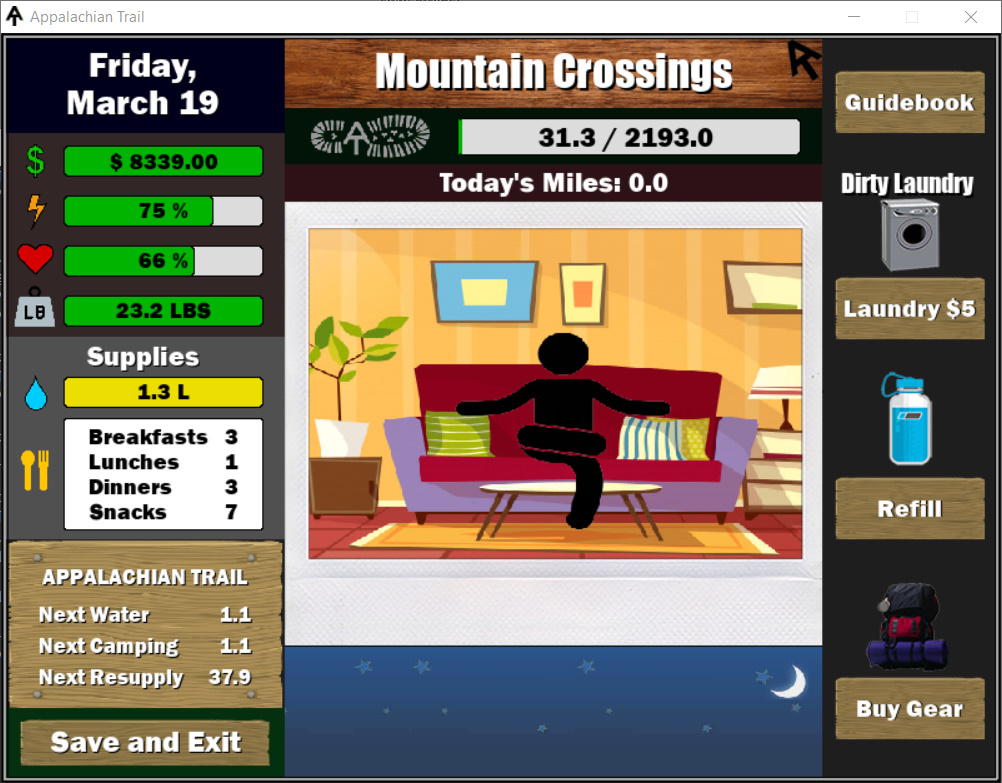 Appalachian Trail
Friday,
March 19
$ 8339.00
75 %
66 %
LB
23.2 LBS
Supplies
1.3 L
Breakfasts 3
Lunches 1
Dinners 3
Snacks 7
APPALACHIAN TRAIL
Next Water 1.1
Next Camping 1.1
Next Resupply 37.9
Save and Exit
Mountain Crossings
31.3 / 2193.0
Today's Miles: 0.0
Guidebook
Dirty Laundry
Laundry $5
Refill
Buy Gear